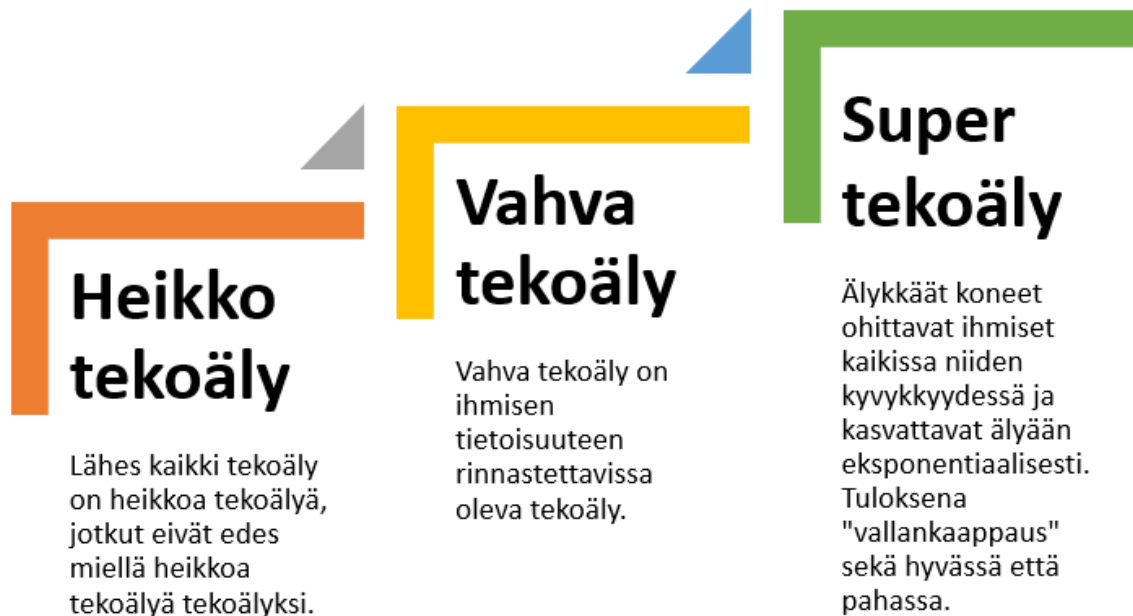 Heikko
tekoäly
Lähes kaikki tekoäly
on heikkoa tekoälyä,
jotkut eivät edes
miellä heikkoa
tekoälyä tekoälyksi.
Vahva
tekoäly
Vahva tekoäly on
ihmisen
tietoisuuteen
rinnastettavissa
oleva tekoäly.
Super
tekoäly
Älykkäät koneet
ohittavat ihmiset
kaikissa niiden
kyvykkyydessä ja
kasvattavat älyään
eksponentiaalisesti.
Tuloksena
"vallankaappaus"
sekä hyvässä että
pahassa.